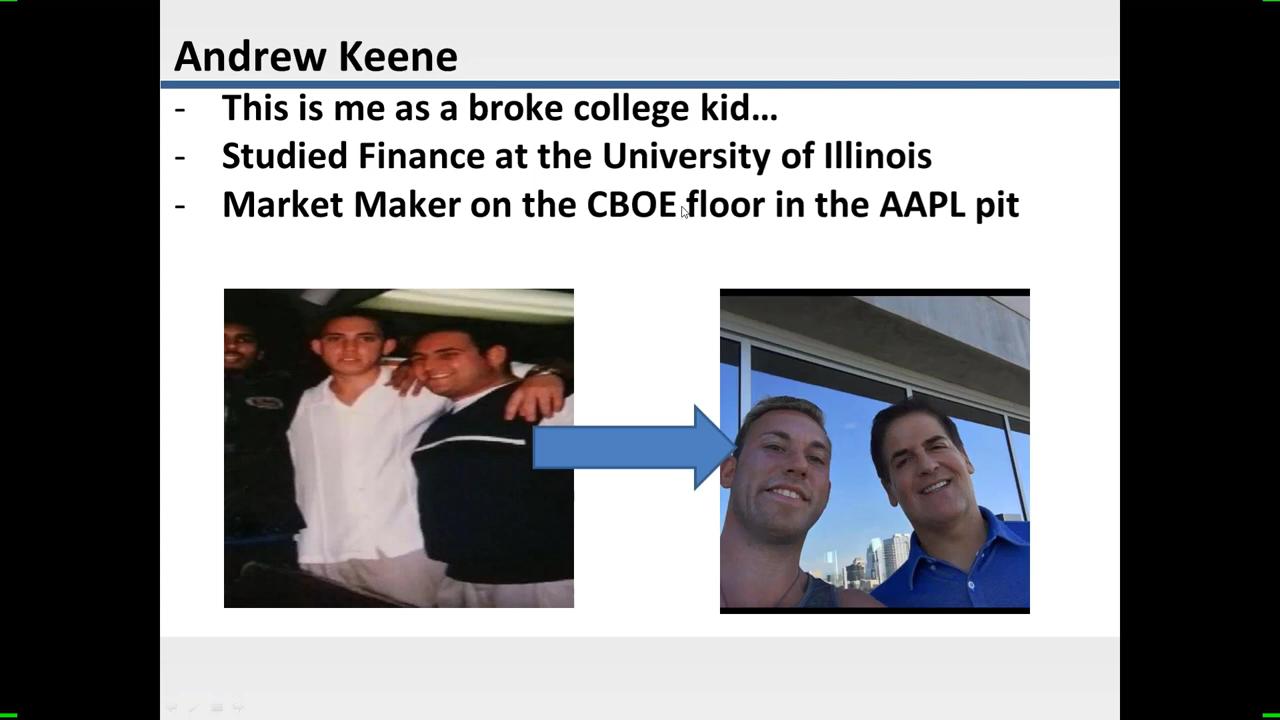 Andrew Keene
- This is me as a broke college kid...
- Studied Finance at the University of Illinois
- Market Maker on the CBOE floor in the AAPL pit